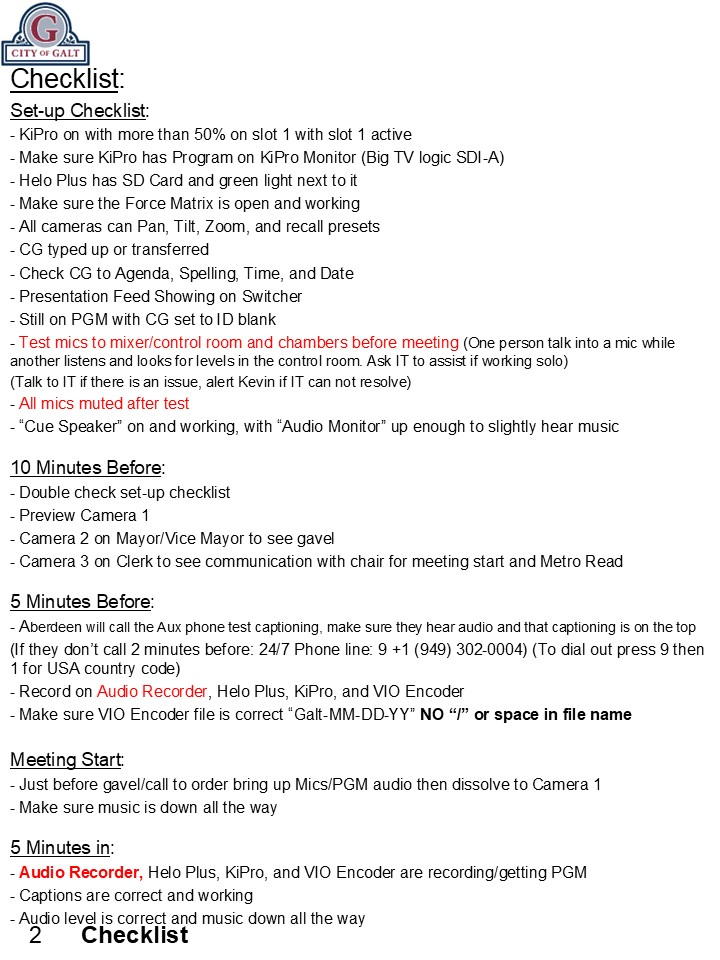 G
CITY OF GALT
Checklist:
Set-up Checklist:
- KiPro on with more than 50% on slot 1 with slot 1 active
- Make sure KiPro has Program on KiPro Monitor (Big TV logic SDI-A)
- Helo Plus has SD Card and green light next to it
- Make sure the Force Matrix is open and working
- All cameras can Pan, Tilt, Zoom, and recall presets
- CG typed up or transferred
- Check CG to Agenda, Spelling, Time, and Date
- Presentation Feed Showing on Switcher
- Still on PGM with CG set to ID blank
- Test mics to mixer/control room and chambers before meeting (One person talk into a mic while
another listens and looks for levels in the control room. Ask IT to assist if working solo)
(Talk to IT if there is an issue, alert Kevin if IT can not resolve)
- All mics muted after test
- “Cue Speaker” on and working, with “Audio Monitor” up enough to slightly hear music
10 Minutes Before:
- Double check set-up checklist
- Preview Camera 1
- Camera 2 on Mayor/Vice Mayor to see gavel
- Camera 3 on Clerk to see communication with chair for meeting start and Metro Read
5 Minutes Before:
- Aberdeen will call the Aux phone test captioning, make sure they hear audio and that captioning is on the top
(If they don’t call 2 minutes before: 24/7 Phone line: 9 +1 (949) 302-0004) (To dial out press 9 then
1 for USA country code)
- Record on Audio Recorder, Helo Plus, KiPro, and VIO Encoder
- Make sure VIO Encoder file is correct “Galt-MM-DD-YY” NO “/” or space in file name
Meeting Start:
- Just before gavel/call to order bring up Mics/PGM audio then dissolve to Camera 1
- Make sure music is down all the way
5 Minutes in:
- Audio Recorder, Helo Plus, KiPro, and VIO Encoder are recording/getting PGM
- Captions are correct and working
- Audio level is correct and music down all the way
2 Checklist